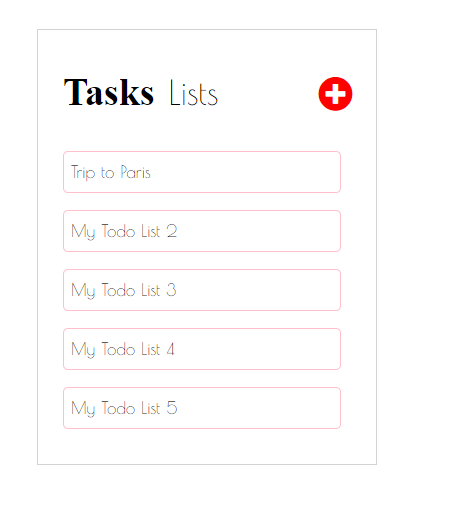 Tasks Lists
Trip to Paris
My Todo List 2
My Todo List 3
My Todo List 4
My Todo List 5